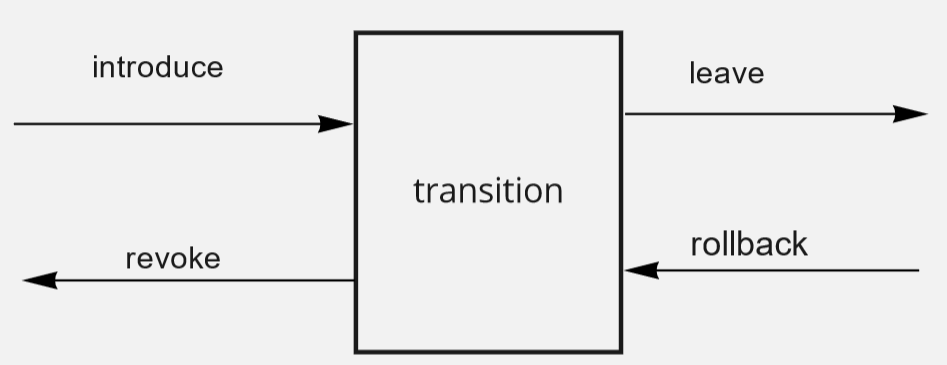 introduce
leave
transition
revoke
rollback